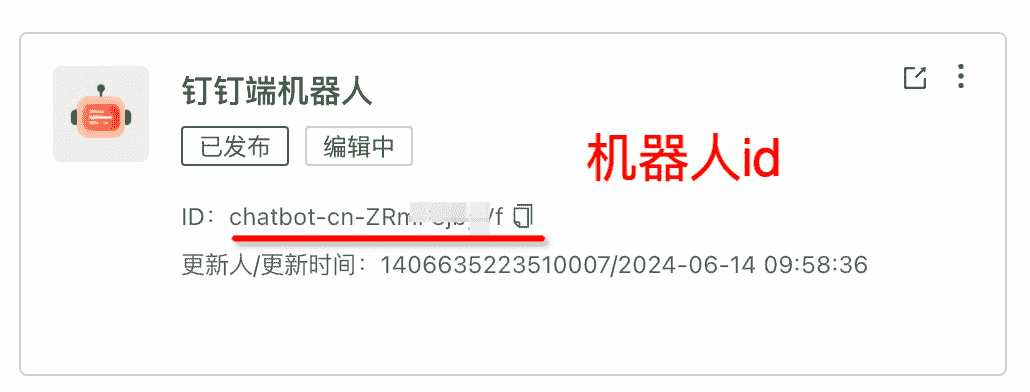 钉钉端机器人
已发布 编辑中
机器人id
ID：chatbot-cn-ZRm
更新人/更新时间：1406635223510007/2024-06-14 09:58:36